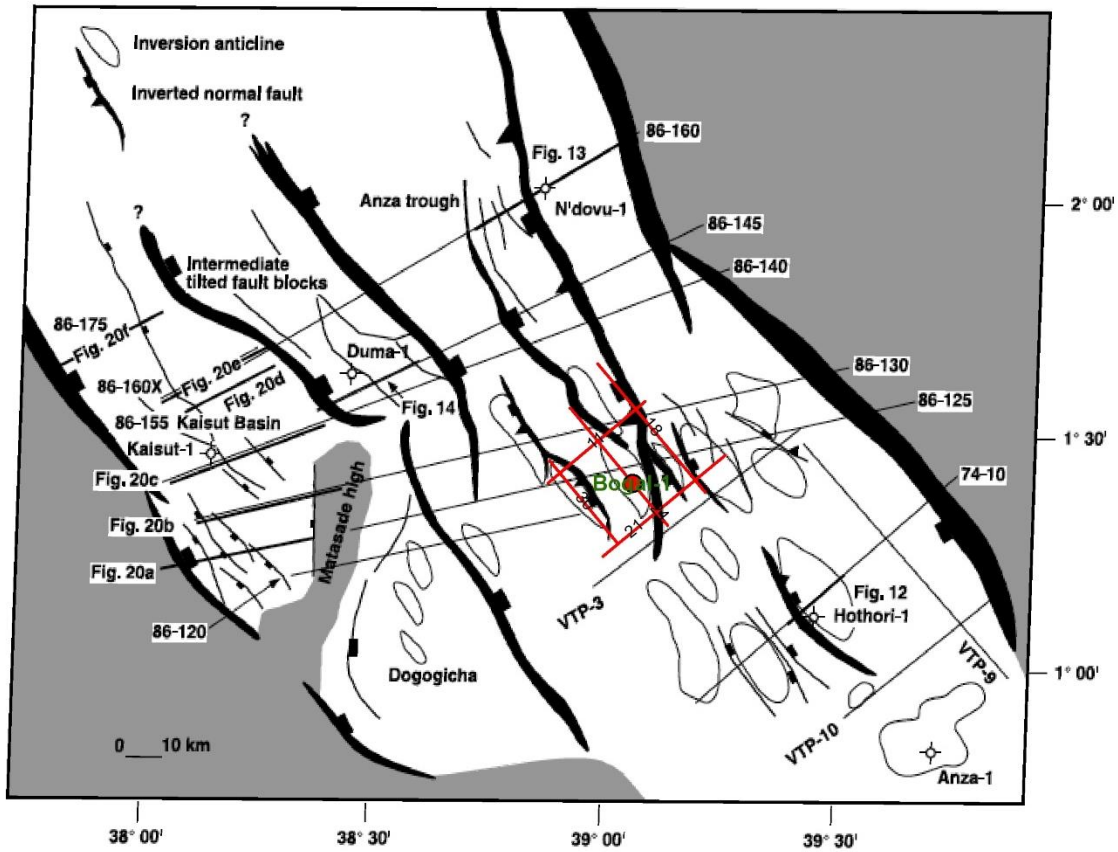 Inversion anticline
Inverted normal fault
?
?
86-160
Fig. 13
Anza trough
N'dovu-1
2° 00'
86-145
86-140
Intermediate
tilted fault blocks
86-175
Fig. 20f
Duma-1
86-130
Fig. 20e
86-160X
Fig. 20d
86-125
Fig. 14
86-155
Kaisut Basin
Kaisut-1
18
1° 30'
Fig. 20c
Bogal-1
74-10
Matasade high
Fig. 20b
21
Fig. 20a
VTP-3
Fig. 12
Hothori-1
86-120
Dogogicha
VTP-9
1° 00'
VTP-10
0 10 km
Anza-1
38° 00'
38° 30'
39° 00'
39° 30'